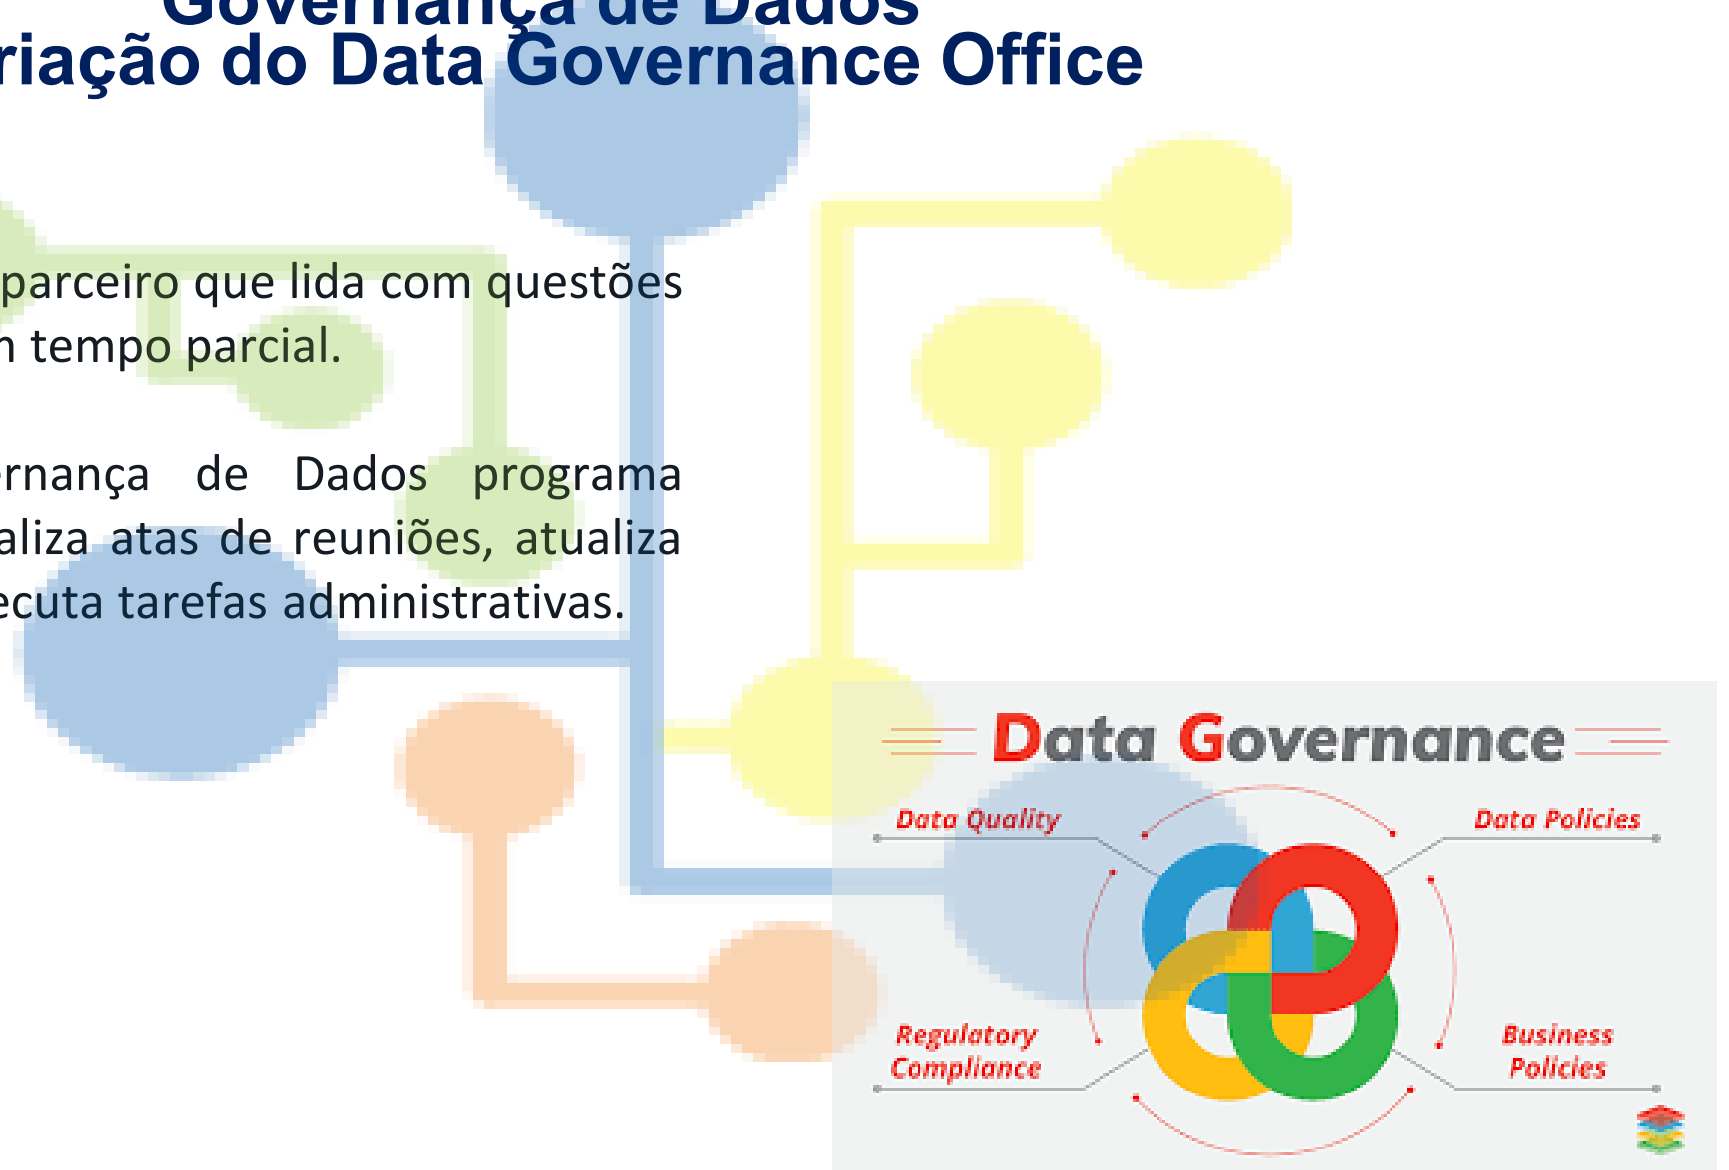 Governança de Dados
riação do Data Governance Office
parceiro que lida com questões
tempo parcial.
ernança de Dados programa
aliza atas de reuniões, atualiza
ecuta tarefas administrativas.
Data Governance
Data Quality
Data Policies
Regulatory
Compliance
Business
Policies